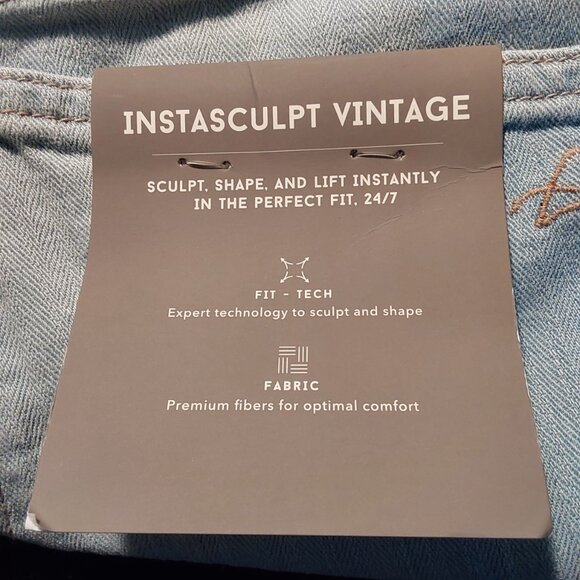 INSTASCULPT VINTAGE
SCULPT, SHAPE, AND LIFT INSTANTLY
IN THE PERFECT FIT, 24/7
FIT - TECH
Expert technology to sculpt and shape
FABRIC
Premium fibers for optimal comfort